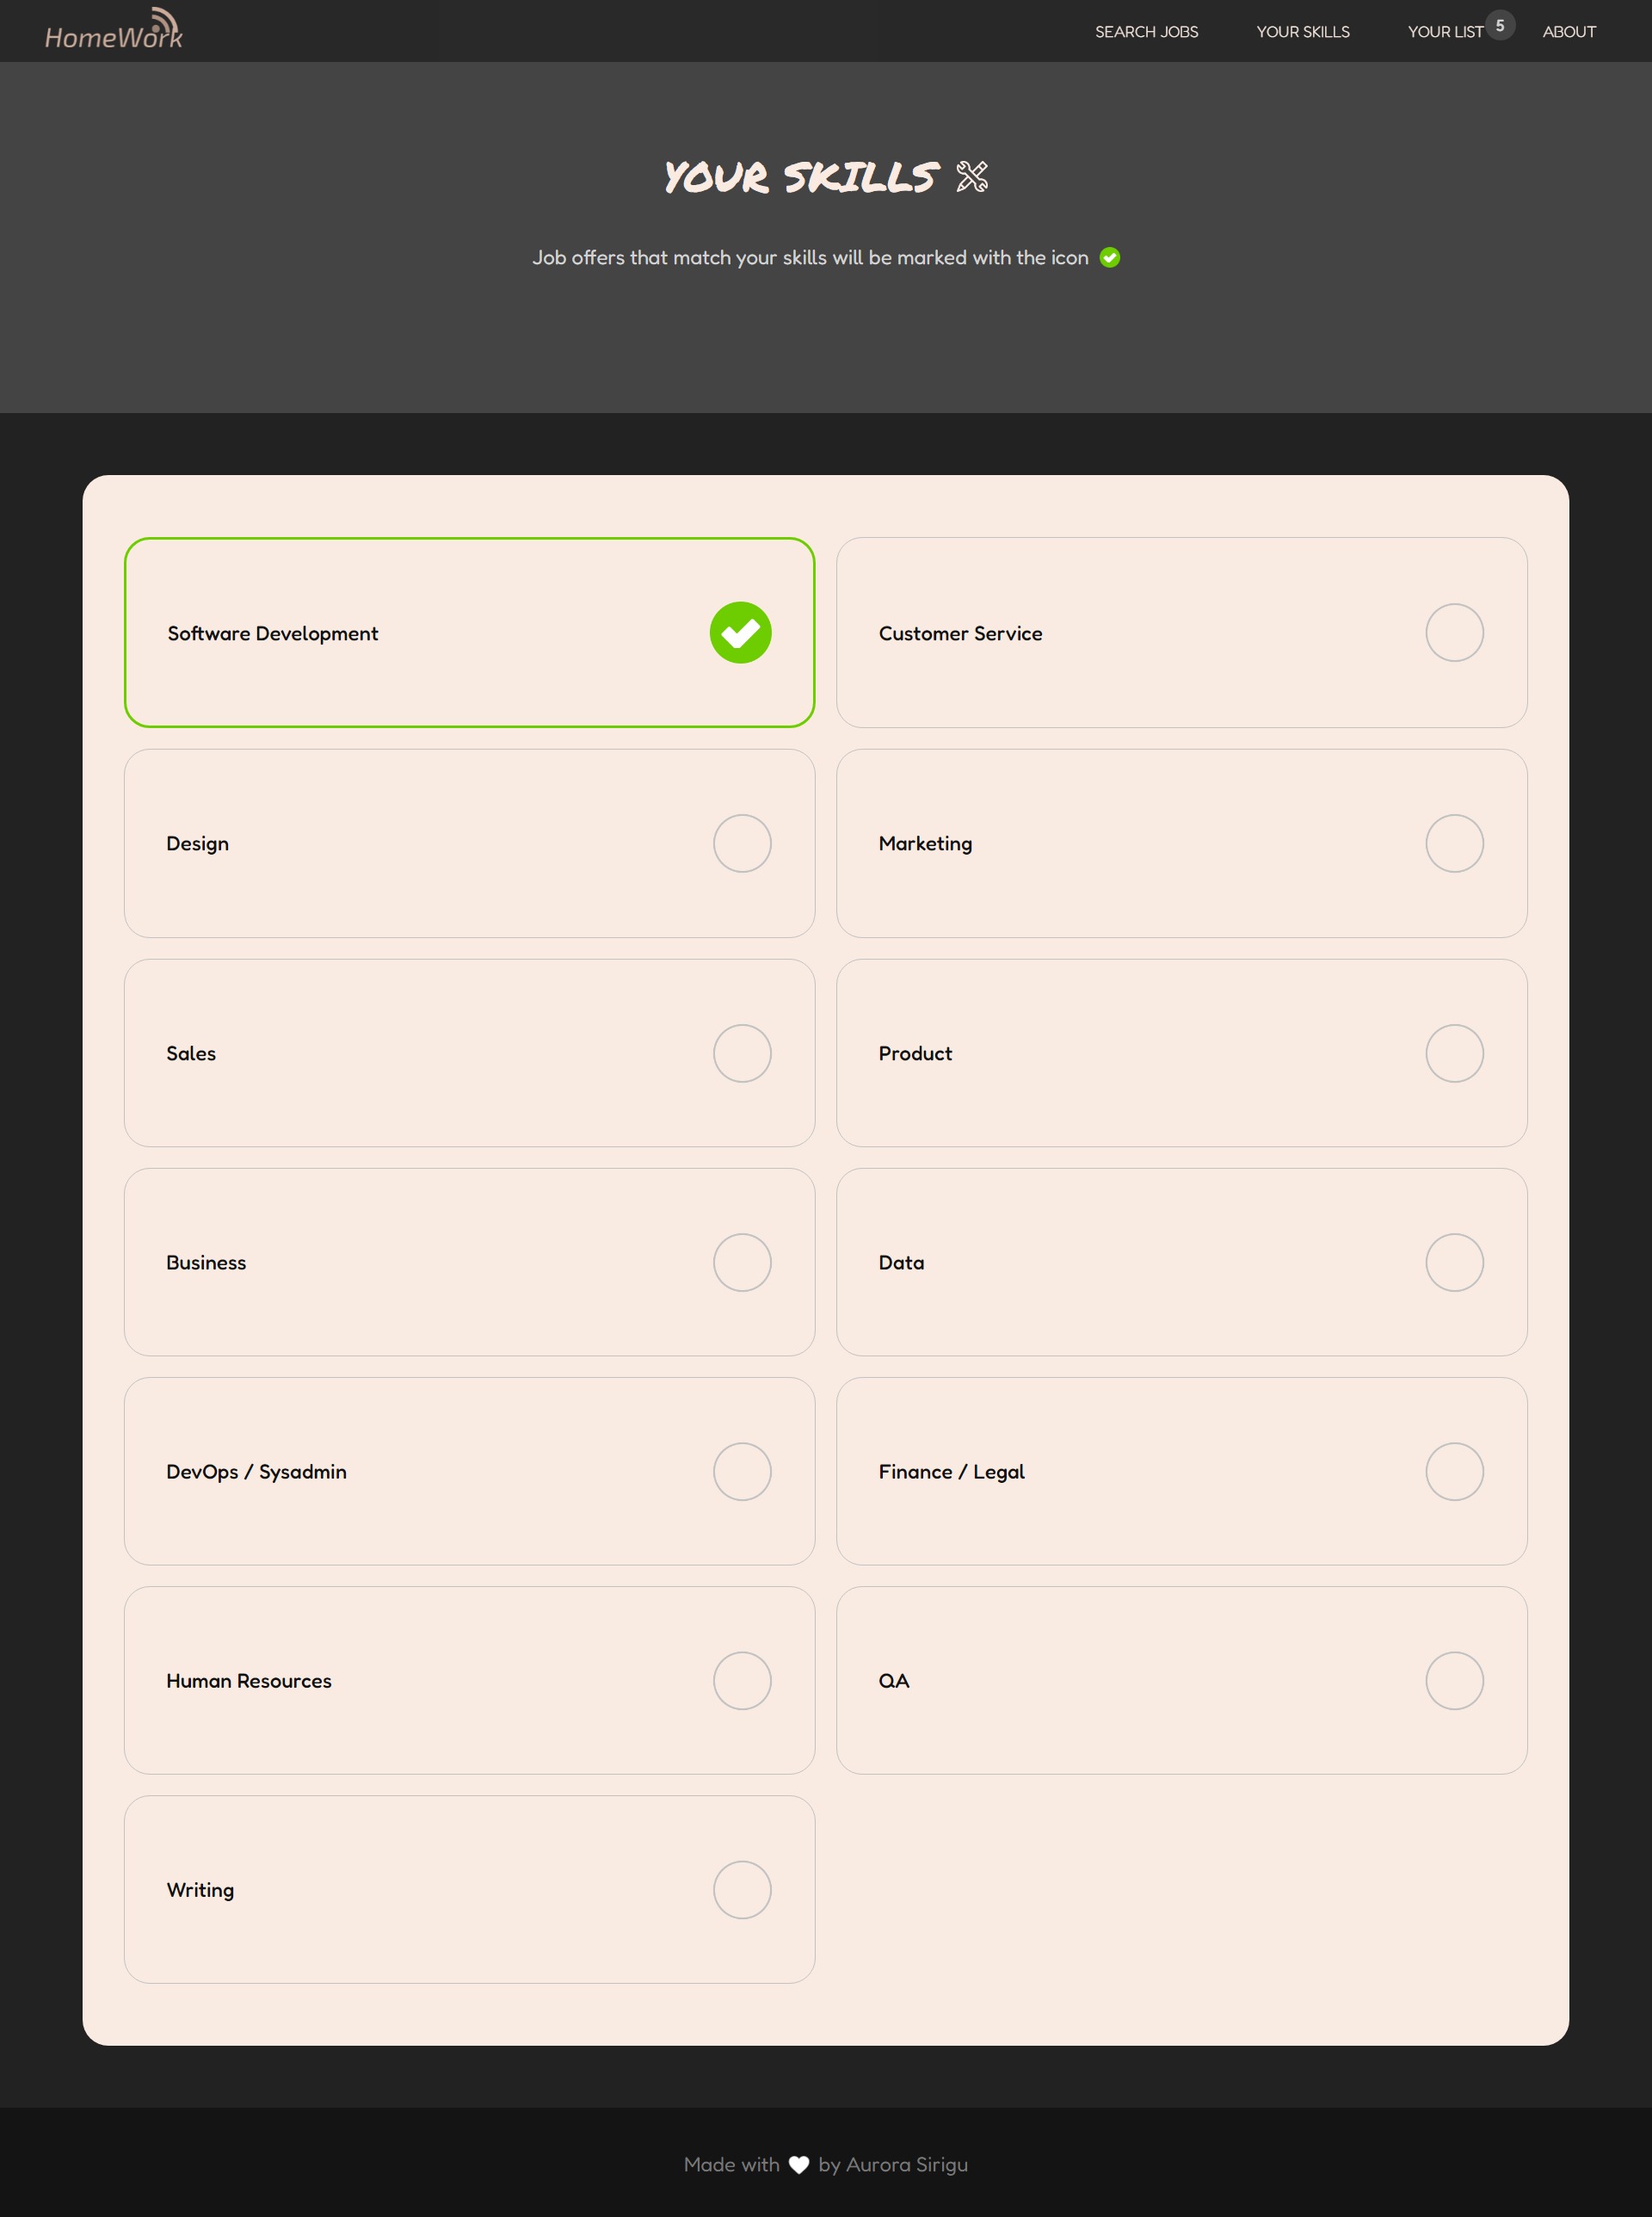 HomeWork
SEARCH JOBS YOUR SKILLS YOUR LIST 5 ABOUT
YOUR SKILLS
Job offers that match your skills will be marked with the icon
Software Development
Customer Service
Design
Marketing
Sales
Product
Business
Data
DevOps / Sysadmin
Finance / Legal
Human Resources
QA
Writing
Made with 🤍 by Aurora Sirigu